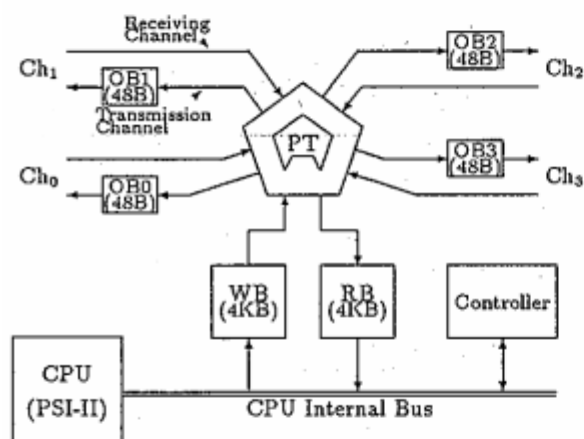 Receiving
Channel
Ch1
OB1
(48B)
Transmission
Channel
OB2
(48B)
Ch2
PT
Ch0
OB0
(48B)
OB3
(48B)
Ch3
WB
(4KB)
RB
(4KB)
Controller
CPU
(PSI-II)
CPU Internal Bus